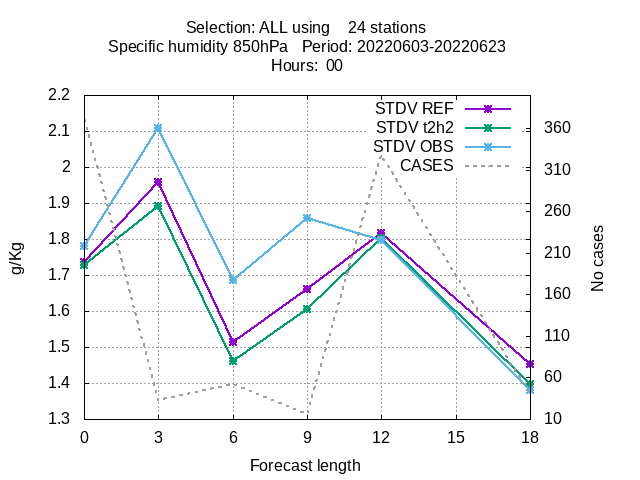 Selection: ALL using    24 stations
Specific humidity 850hPa   Period: 20220603-20220623
Hours:  00
STDV REF
STDV t2h2
STDV OBS
CASES
2.2
2.1
2
1.9
1.8
1.7
1.6
1.5
1.4
1.3
g/Kg
360
310
260
210
160
110
60
10
No cases
0 3 6 9 12 15 18
Forecast length